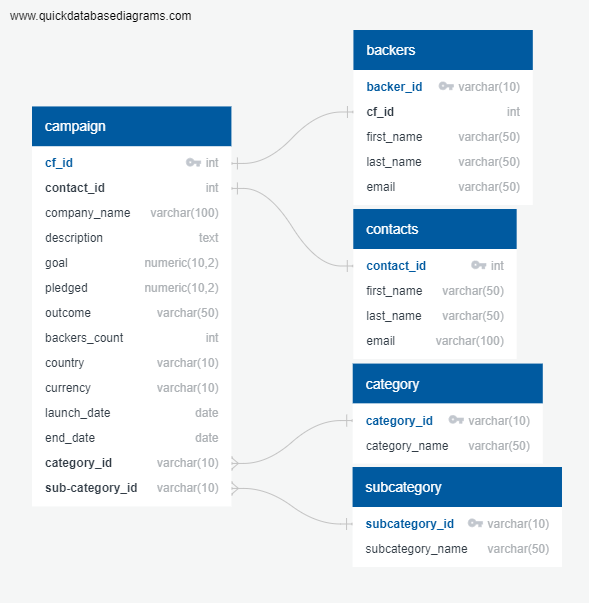 www.quickdatabasediagrams.com
campaign
cf_id int
contact_id int
company_name varchar(100)
description text
goal numeric(10,2)
pledged numeric(10,2)
outcome varchar(50)
backers_count int
country varchar(10)
currency varchar(10)
launch_date date
end_date date
category_id varchar(10)
sub-category_id varchar(10)
backers
backer_id varchar(10)
cf_id int
first_name varchar(50)
last_name varchar(50)
email varchar(50)
contacts
contact_id int
first_name varchar(50)
last_name varchar(50)
email varchar(100)
category
category_id varchar(10)
category_name varchar(50)
subcategory
subcategory_id varchar(10)
subcategory_name varchar(50)